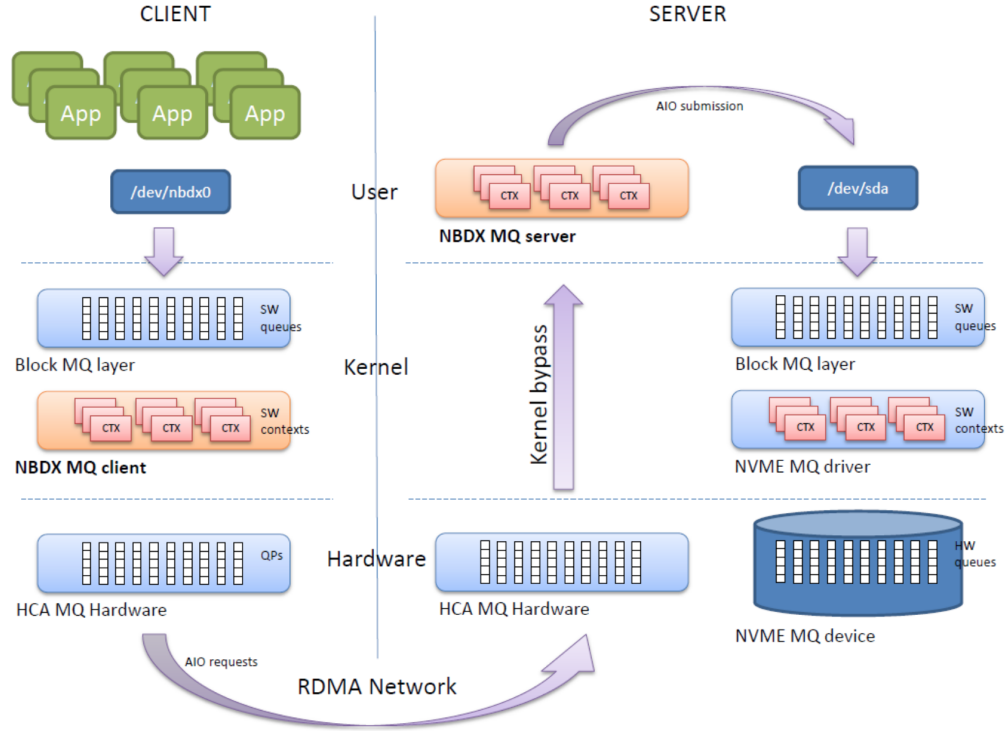 CLIENT
SERVER
App
App
App
AIO submission
/dev/nbdx0
User
CTX
CTX
CTX
/dev/sda
NBDX MQ server
SW
queues
Block MQ layer
Kernel
Kernel bypass
SW
queues
Block MQ layer
CTX
CTX
CTX
SW
contexts
NBDX MQ client
CTX
CTX
CTX
SW
contexts
NVME MQ driver
QPs
HCA MQ Hardware
Hardware
HCA MQ Hardware
HW
queues
NVME MQ device
AIO requests
RDMA Network